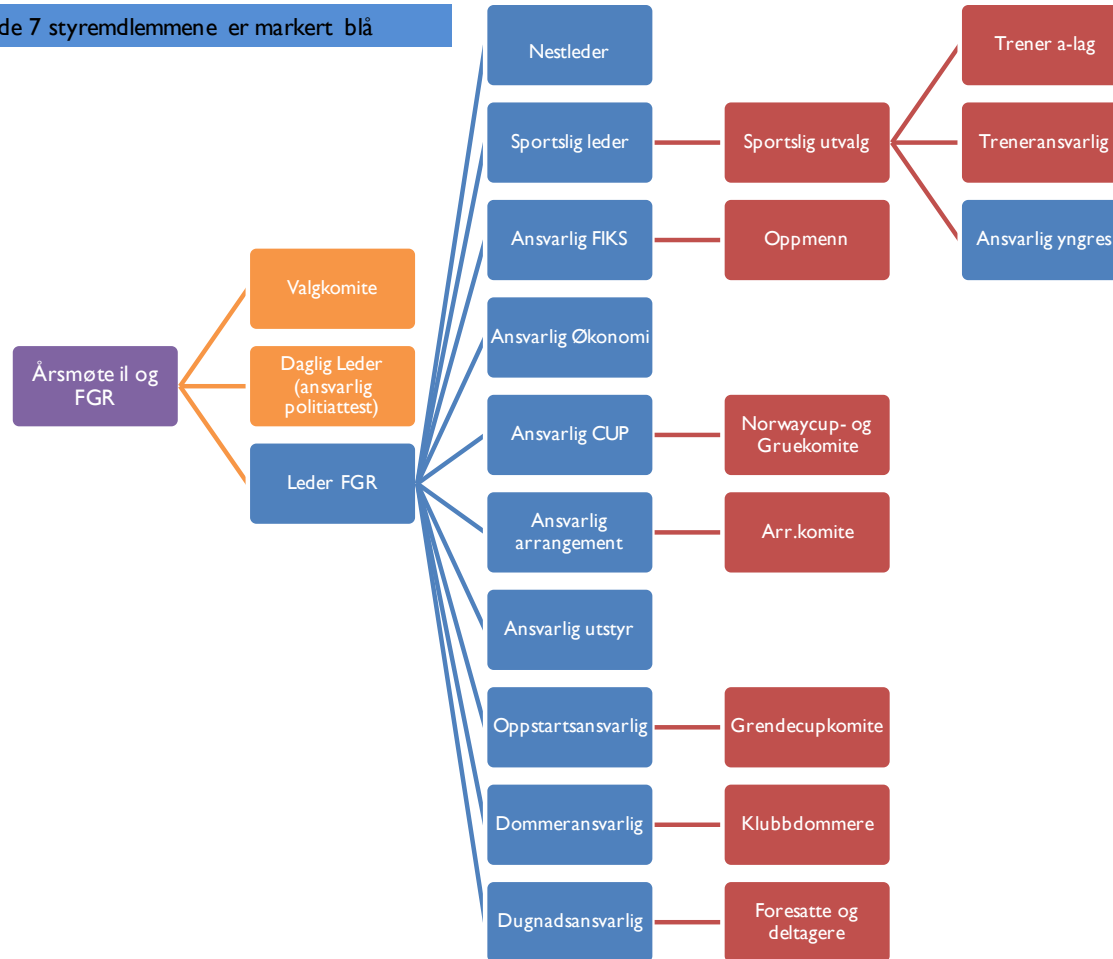 de 7 styremdlemmene er markert blå
Nestleder
Trener a-lag
Sportslig leder
Sportslig utvalg
Treneransvarlig
Ansvarlig FIKS
Oppmenn
Ansvarlig yngres
Valgkomite
Ansvarlig Økonomi
Årsmøte il og
FGR
Daglig Leder
(ansvarlig
politiattest)
Ansvarlig CUP
Norwaycup- og
Gruekomite
Leder FGR
Ansvarlig
arrangement
Arr.komite
Ansvarlig utstyr
Oppstartsansvarlig
Grendecupkomite
Dommeransvarlig
Klubbdommere
Dugnadsansvarlig
Foresatte og
deltagere